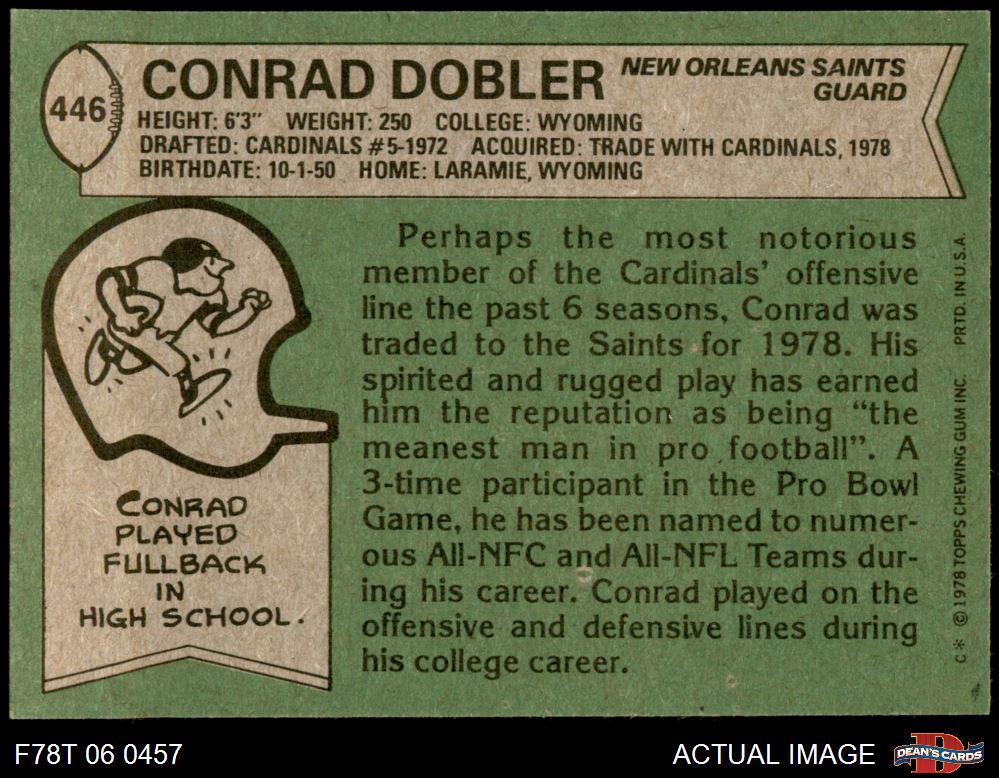 446
CONRAD DOBLER
NEW ORLEANS SAINTS
GUARD
HEIGHT: 6'3" WEIGHT: 250 COLLEGE: WYOMING
DRAFTED: CARDINALS #5-1972 ACQUIRED: TRADE WITH CARDINALS, 1978
BIRTHDATE: 10-1-50 HOME: LARAMIE, WYOMING
Perhaps the most notorious
member of the Cardinals' offensive
line the past 6 seasons, Conrad was
traded to the Saints for 1978. His
spirited and rugged play has earned
him the reputation as being “the
meanest man in pro football”. A
3-time participant in the Pro Bowl
Game, he has been named to numer-
ous All-NFC and All-NFL Teams dur-
ing his career. Conrad played on the
offensive and defensive lines during
his college career.
CONRAD
PLAYED
FULLBACK
IN
HIGH SCHOOL.
C* © 1978 TOPPS CHEWING GUM INC. PRTD. IN U.S.A.
F78T 06 0457
ACTUAL IMAGE
D
DEAN'S CARDS